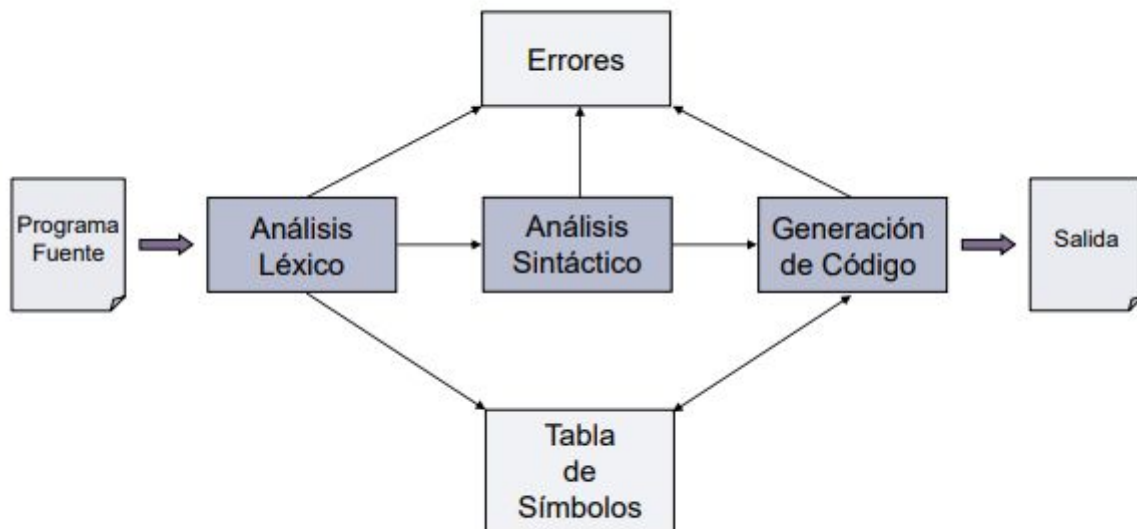 Errores
Programa
Fuente
Análisis
Léxico
Análisis
Sintáctico
Generación
de Código
Salida
Tabla
de
Símbolos